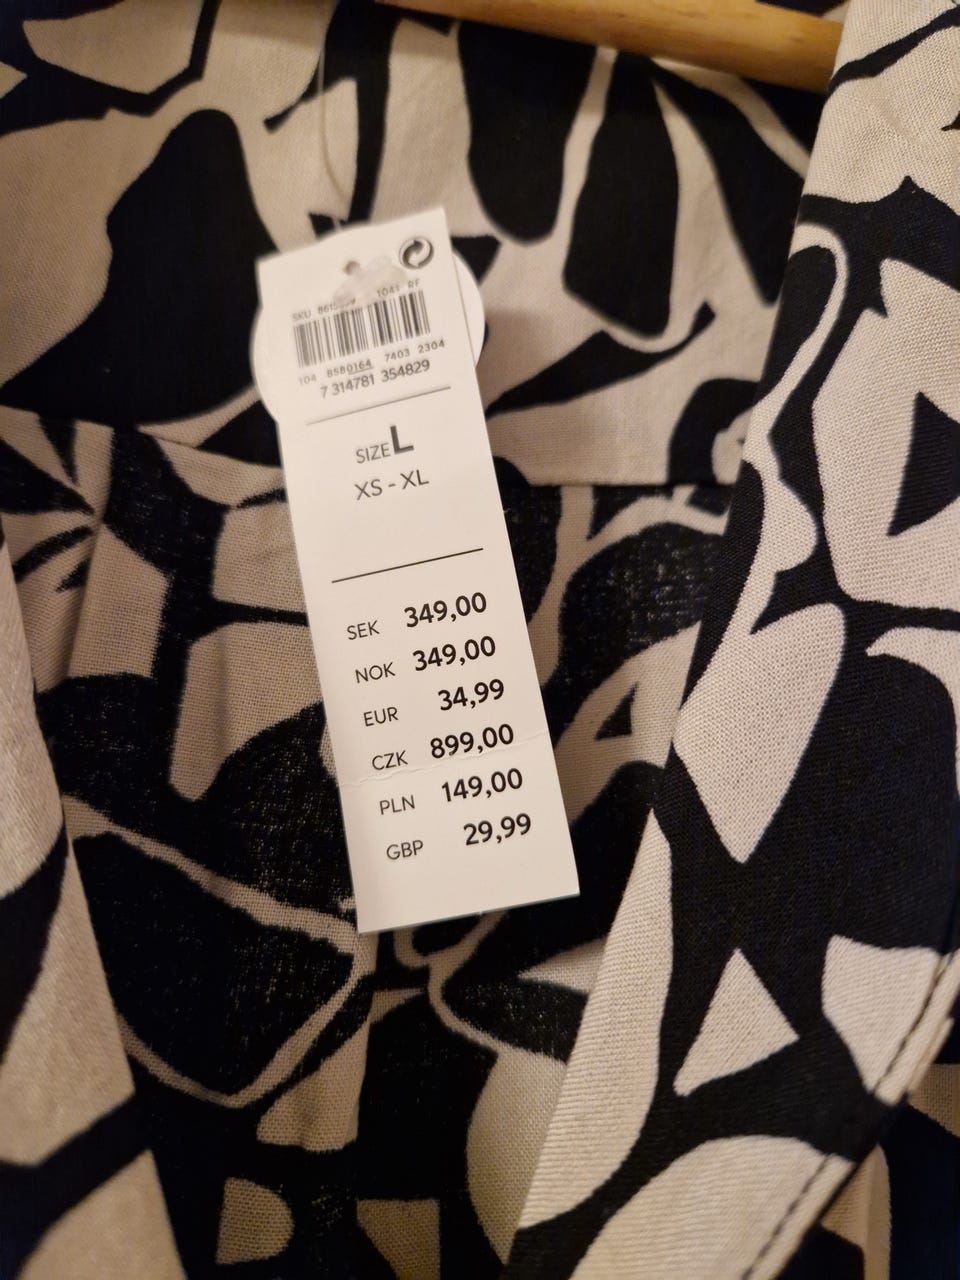 SKU 1041 RF
104 8580164 7403 2304
7 314781 354829
SIZE L
XS - XL
SEK 349,00
NOK 349,00
EUR 34,99
CZK 899,00
PLN 149,00
GBP 29,99